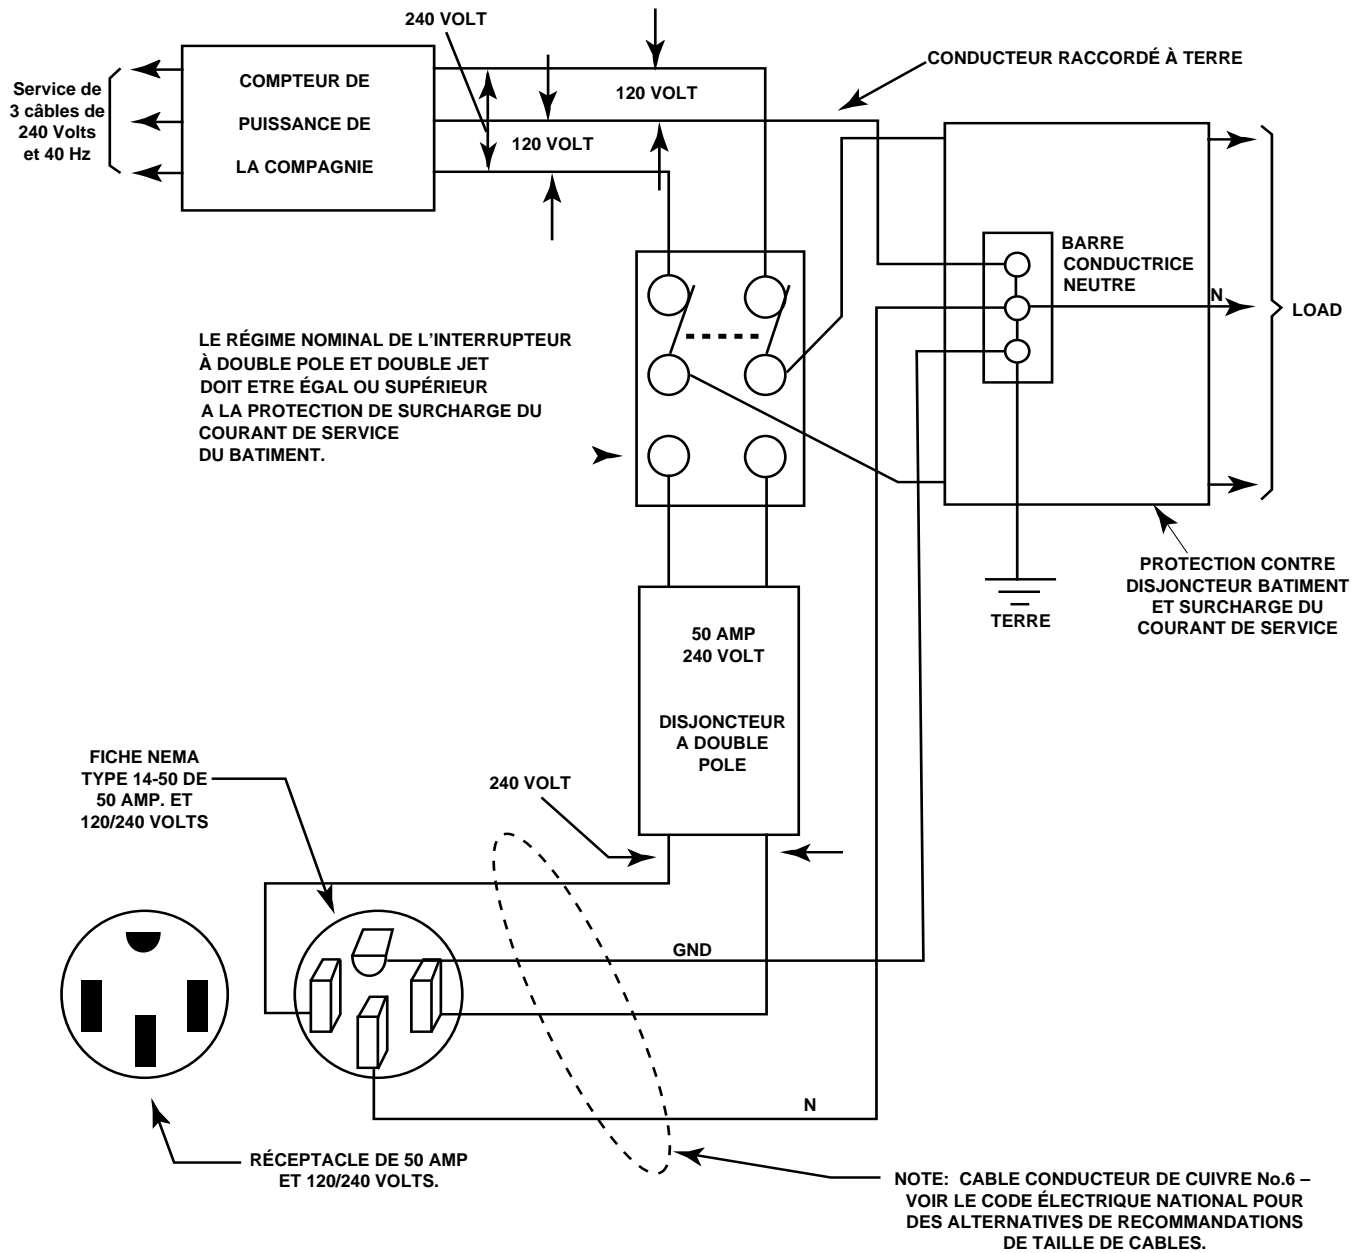 240 VOLT
CONDUCTEUR RACCORDÉ À TERRE
Service de
3 câbles de
240 Volts
et 40 Hz
COMPTEUR DE
PUISSANCE DE
LA COMPAGNIE
120 VOLT
120 VOLT
BARRE
CONDUCTRICE
NEUTRE
N
LOAD
LE RÉGIME NOMINAL DE L'INTERRUPTEUR
À DOUBLE POLE ET DOUBLE JET
DOIT ETRE ÉGAL OU SUPÉRIEUR
A LA PROTECTION DE SURCHARGE DU
COURANT DE SERVICE
DU BATIMENT.
PROTECTION CONTRE
DISJONCTEUR BATIMENT
ET SURCHARGE DU
COURANT DE SERVICE
TERRE
50 AMP
240 VOLT
DISJONCTEUR
A DOUBLE
POLE
FICHE NEMA
TYPE 14-50 DE
50 AMP. ET
120/240 VOLTS
240 VOLT
GND
N
RÉCEPTACLE DE 50 AMP
ET 120/240 VOLTS.
NOTE: CABLE CONDUCTEUR DE CUIVRE No.6 –
VOIR LE CODE ÉLECTRIQUE NATIONAL POUR
DES ALTERNATIVES DE RECOMMANDATIONS
DE TAILLE DE CABLES.